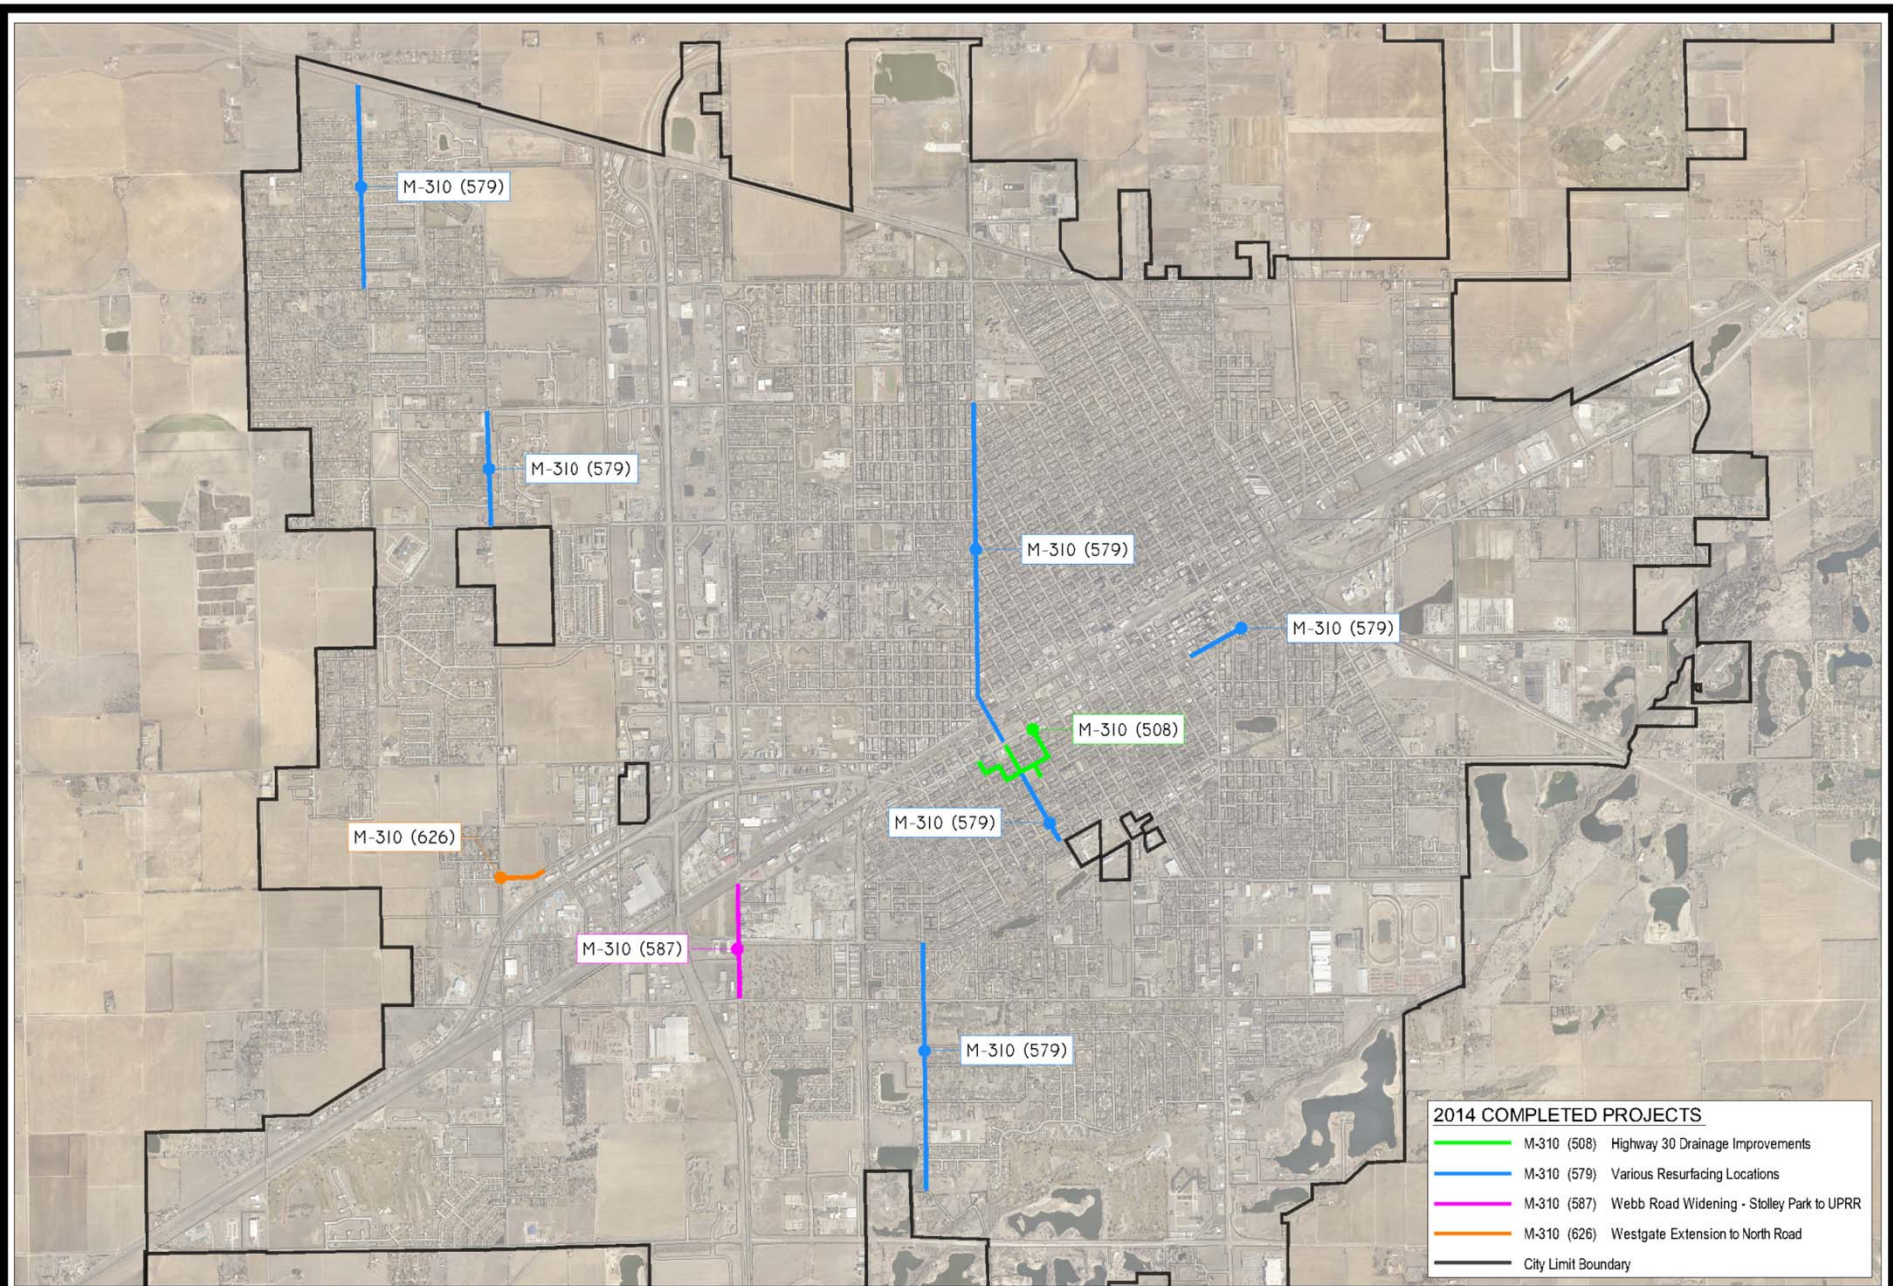 M-310 (579)
M-310 (579)
M-310 (579)
M-310 (579)
M-310 (508)
M-310 (579)
M-310 (626)
M-310 (587)
M-310 (579)
2014 COMPLETED PROJECTS
M-310 (508) Highway 30 Drainage Improvements
M-310 (579) Various Resurfacing Locations
M-310 (587) Webb Road Widening - Stolley Park to UPRR
M-310 (626) Westgate Extension to North Road
City Limit Boundary